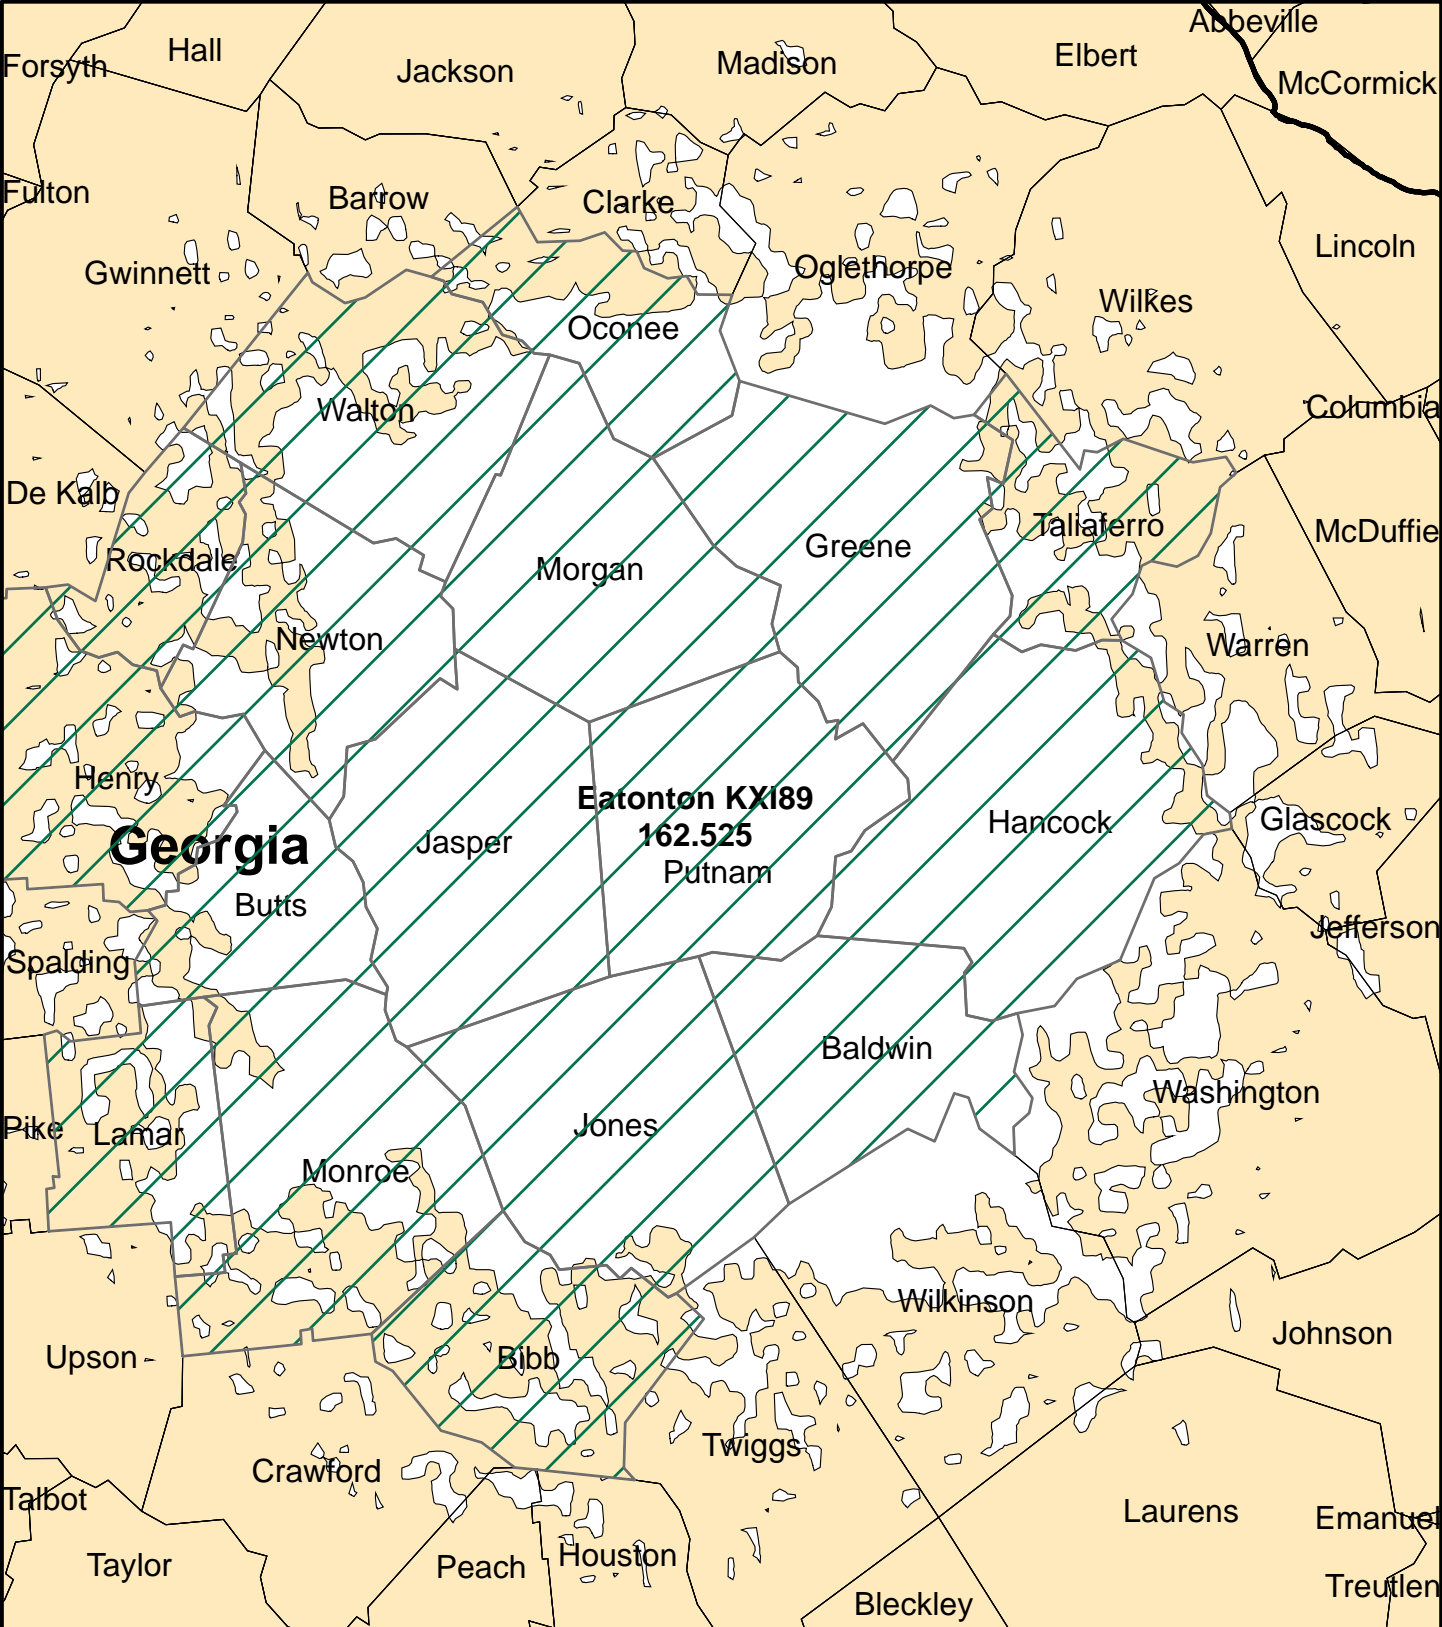 Abbeville
Hall
Elbert
Forsyth
Madison
Jackson
McCormick
Fulton
Barrow
Clarke
Lincoln
Gwinnett
Oglethorpe
Wilkes
Oconee
Walton
Columbia
De Kalb
Taliaferro
McDuffie
Greene
Rockdale
Morgan
Newton
Warren
Henry
Eatonton KXI89
162.525
Putnam
Hancock
Glascock
Georgia
Jasper
Butts
Jefferson
Spalding
Baldwin
Washington
Pike
Lamar
Jones
Monroe
Wilkinson
Johnson
Upson
Bibb
Twiggs
Crawford
Talbot
Laurens
Emanuel
Taylor
Peach
Houston
Treutlen
Bleckley